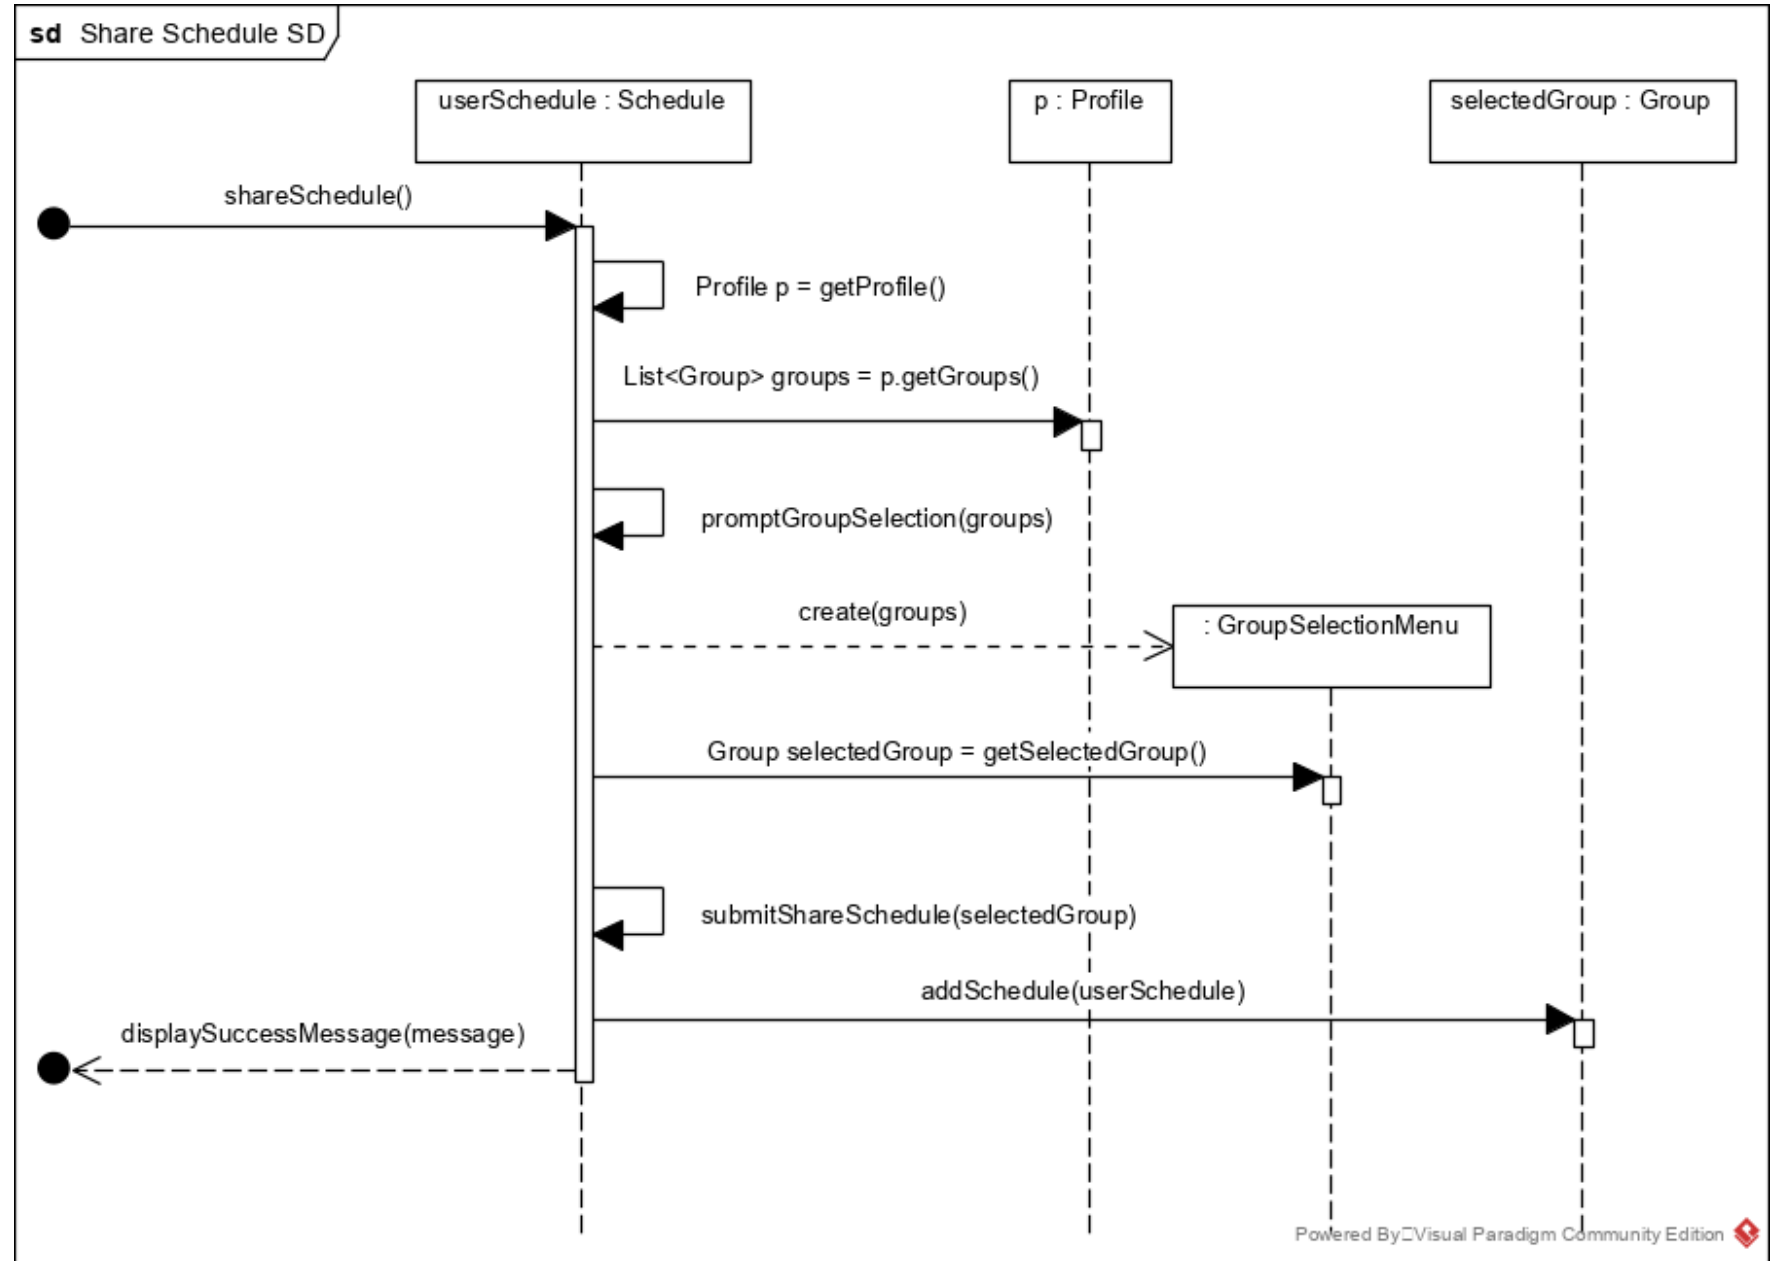 sd Share Schedule SD
userSchedule : Schedule
p : Profile
selectedGroup : Group
shareSchedule()
Profile p = getProfile()
List<Group> groups = p.getGroups()
promptGroupSelection(groups)
create(groups)
: GroupSelectionMenu
Group selectedGroup = getSelectedGroup()
submitShareSchedule(selectedGroup)
addSchedule(userSchedule)
displaySuccessMessage(message)
Powered By□Visual Paradigm Community Edition